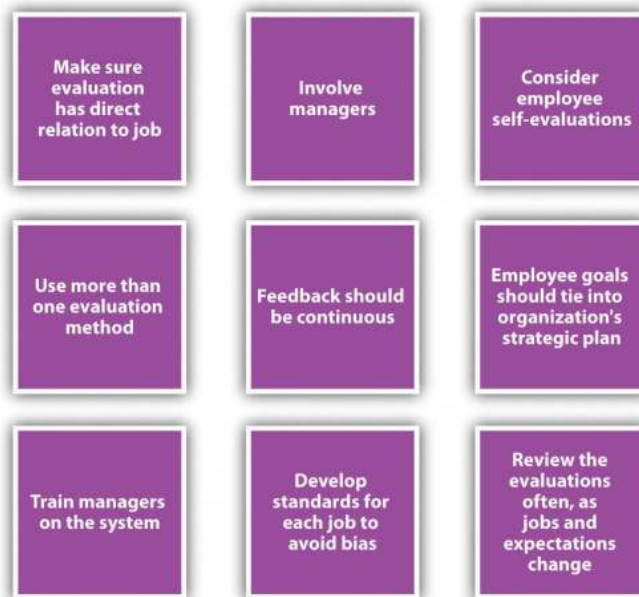 Make sure
evaluation
has direct
relation to job
Involve
managers
Consider
employee
self-evaluations
Use more than
one evaluation
method
Feedback should
be continuous
Employee goals
should tie into
organization's
strategic plan
Train managers
on the system
Develop
standards for
each job to
avoid bias
Review the
evaluations
often, as
jobs and
expectations
change